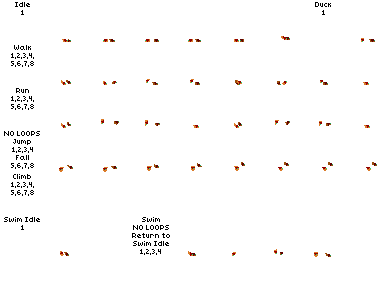 Idle
1
Duck
1
Walk
1,2,3,4,
5,6,7,8
Run
1,2,3,4,
5,6,7,8
NO LOOPS
Jump
1,2,3,4
Fall
5,6,7,8
Climb
1,2,3,4,
5,6,7,8
Swim Idle
1
Swim
NO LOOPS
Return to
Swim Idle
1,2,3,4